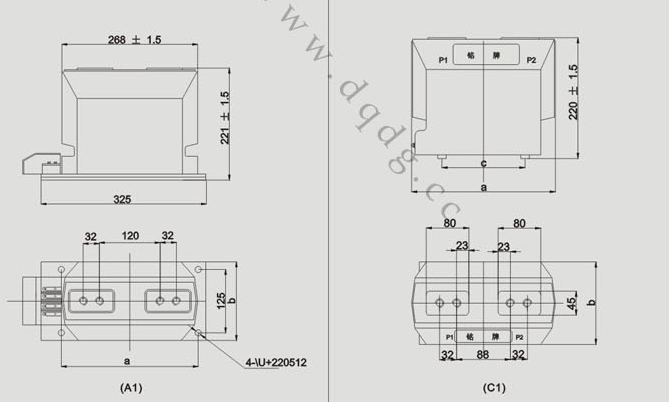 268 ± 1.5
221 ± 1.5
325
32
120
32
125
b
a
4-\U+220512
(A1)
P1
铭 牌
P2
220 ± 1.5
c
a
80
80
23
23
45
b
P1
铭 牌
P2
32
88
32
(C1)
www.dqdg.cc